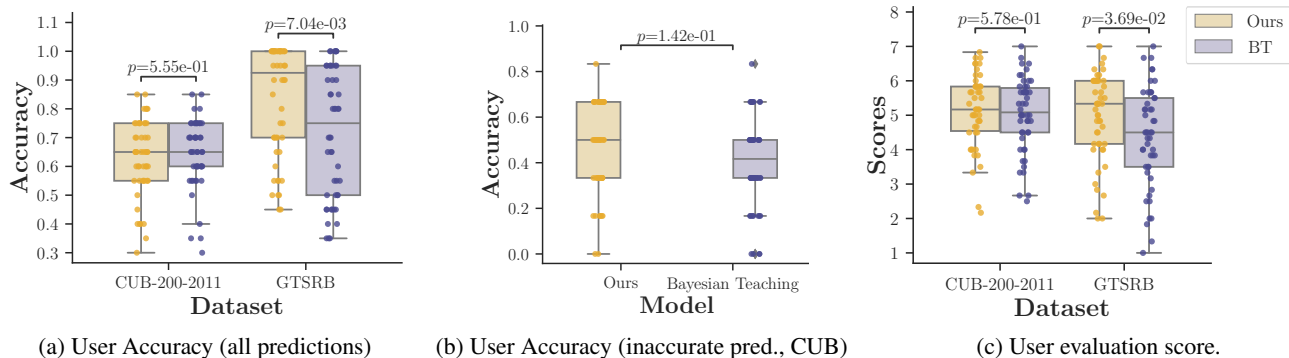 p=5.55e-01
p=7.04e-03
1.1
1.0
0.9
0.8
0.7
0.6
0.5
0.4
0.3
Accuracy
CUB-200-2011 GTSRB
Dataset
(a) User Accuracy (all predictions)
p=1.42e-01
1.0
0.8
0.6
0.4
0.2
0.0
Accuracy
Ours Bayesian Teaching
Model
(b) User Accuracy (inaccurate pred., CUB)
p=5.78e-01 p=3.69e-02
8
7
6
5
4
3
2
1
Scores
CUB-200-2011 GTSRB
Dataset
(c) User evaluation score.
Ours
BT